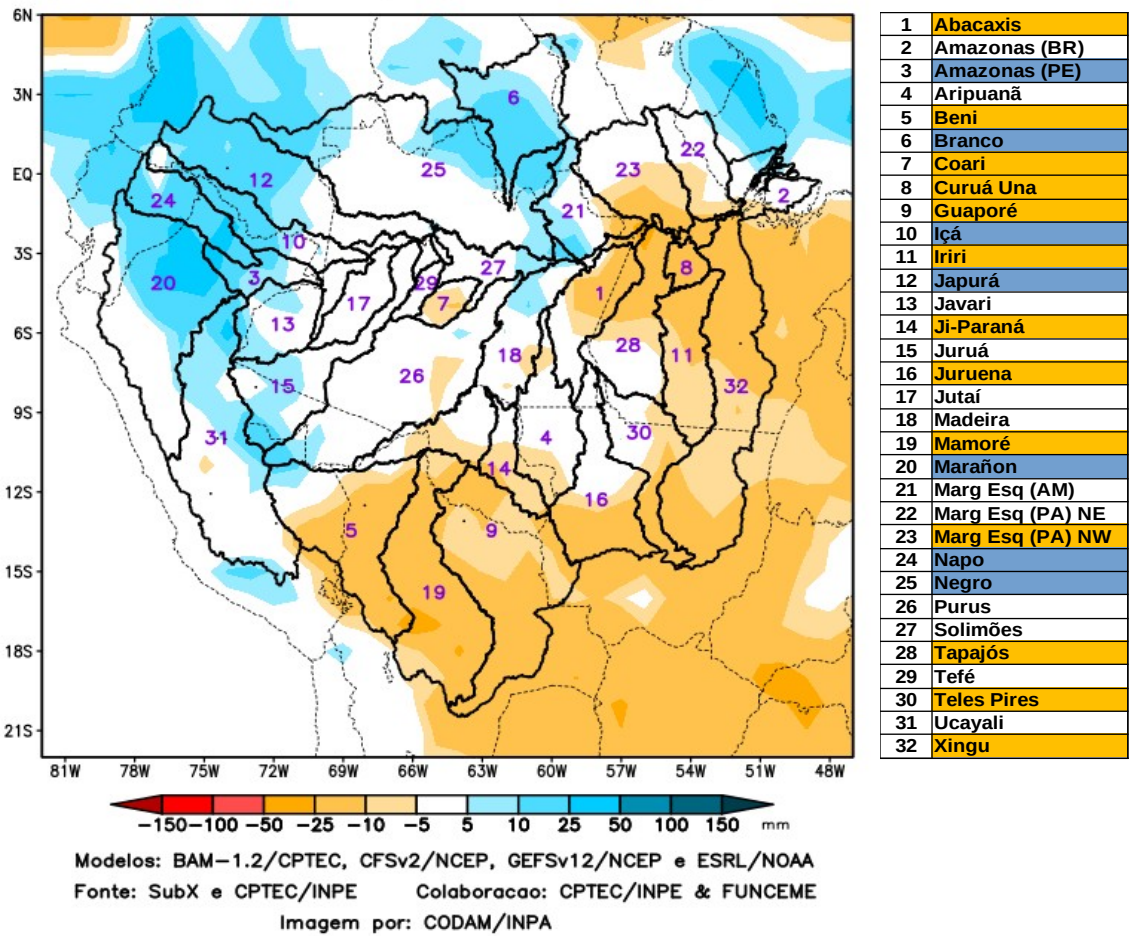 6N
3N
EQ
3S
6S
9S
12S
15S
18S
21S
81W 78W 75W 72W 69W 66W 63W 60W 57W 54W 51W 48W
6
25
12
24
10
20
3
13
17
29
27
7
21
23
22
2
8
1
28
11
32
18
26
15
31
4
30
14
16
5
9
19
−150 −100 −50 −25 −10 −5 5 10 25 50 100 150 mm
Modelos: BAM−1.2/CPTEC, CFSv2/NCEP, GEFSv12/NCEP e ESRL/NOAA
Fonte: SubX e CPTEC/INPE Colaboracao: CPTEC/INPE & FUNCEME
Imagem por: CODAM/INPA
1 Abacaxis
2 Amazonas (BR)
3 Amazonas (PE)
4 Aripuanã
5 Beni
6 Branco
7 Coari
8 Curuá Una
9 Guaporé
10 Içá
11 Iriri
12 Japurá
13 Javari
14 Ji-Paraná
15 Juruá
16 Juruena
17 Jutaí
18 Madeira
19 Mamoré
20 Marañon
21 Marg Esq (AM)
22 Marg Esq (PA) NE
23 Marg Esq (PA) NW
24 Napo
25 Negro
26 Purus
27 Solimões
28 Tapajós
29 Tefé
30 Teles Pires
31 Ucayali
32 Xingu